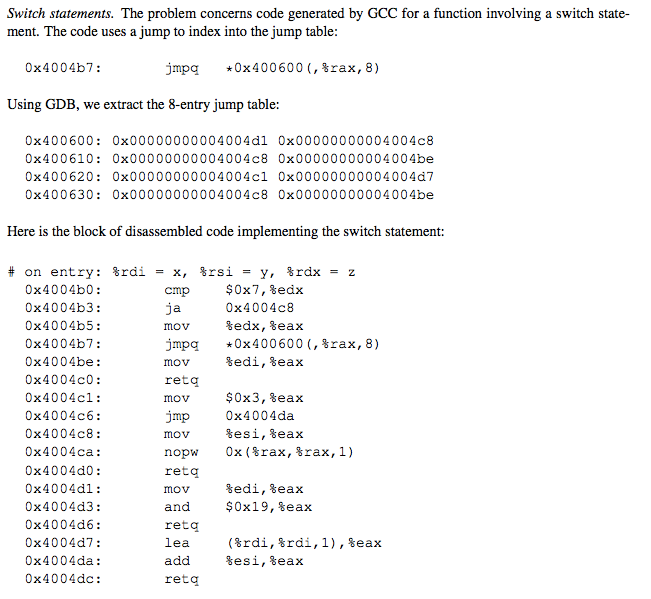 Switch statements. The problem concerns code generated by GCC for a function involving a switch state-
ment. The code uses a jump to index into the jump table:
0x4004b7: jmpq *0x400600(,%rax,8)
Using GDB, we extract the 8-entry jump table:
0x400600: 0x00000000004004d1 0x00000000004004c8
0x400610: 0x00000000004004c8 0x00000000004004be
0x400620: 0x00000000004004c1 0x00000000004004d7
0x400630: 0x00000000004004c8 0x00000000004004be
Here is the block of disassembled code implementing the switch statement:
# on entry: %rdi = x, %rsi = y, %rdx = z
0x4004b0: cmp $0x7,%edx
0x4004b3: ja 0x4004c8
0x4004b5: mov %edx,%eax
0x4004b7: jmpq *0x400600(,%rax,8)
0x4004be: mov %edi,%eax
0x4004c0: retq
0x4004c1: mov $0x3,%eax
0x4004c6: jmp 0x4004da
0x4004c8: mov %esi,%eax
0x4004ca: nopw 0x(%rax,%rax,1)
0x4004d0: retq
0x4004d1: mov %edi,%eax
0x4004d3: and $0x19,%eax
0x4004d6: retq
0x4004d7: lea (%rdi,%rdi,1),%eax
0x4004da: add %esi,%eax
0x4004dc: retq